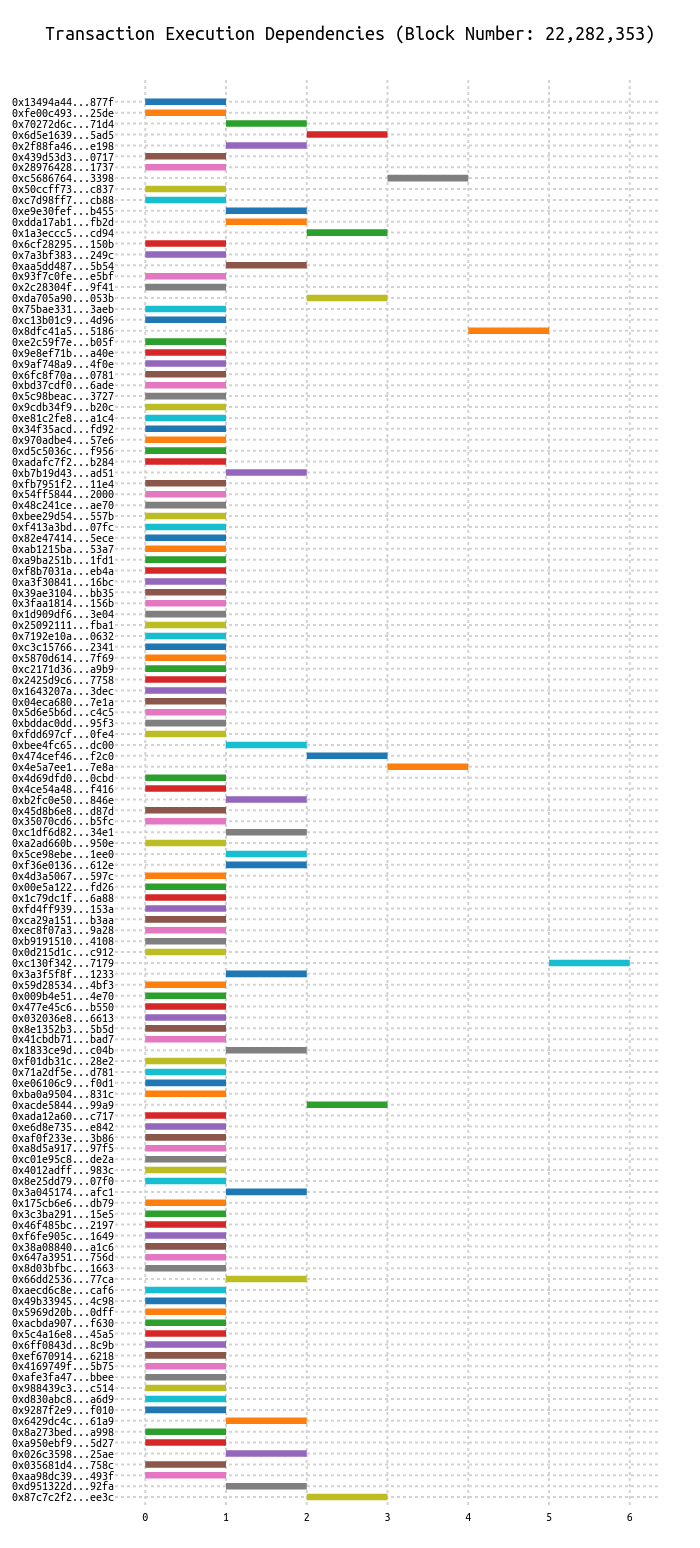 Transaction Execution Dependencies (Block Number: 22,282,353)
0x13494a44...877f
0xfe00c493...25de
0x70272d6c...71d4
0x6d5e1639...5ad5
0x2f88fa46...e198
0x439d53d3...0717
0x28976428...1737
0xc5686764...3398
0x50ccff73...c837
0xc7d98ff7...cb88
0xe9e30fef...b455
0xdda17ab1...fb2d
0x1a3eccc5...cd94
0x6cf28295...150b
0x7a3bf383...249c
0xaa5dd487...5b54
0x93f7c0fe...e5bf
0x2c28304f...9f41
0xda705a90...053b
0x75bae331...3aeb
0xc13b01c9...4d96
0x8dfc41a5...5186
0xe2c59f7e...b05f
0x9e8ef71b...a40e
0x9af748a9...4f0e
0x6fc8f70a...0781
0xbd37cdf0...6ade
0x5c98beac...3727
0x9cdb34f9...b20c
0xe81c2fe8...a1c4
0x34f35acd...fd92
0x970adbe4...57e6
0xd5c5036c...f956
0xadafc7f2...b284
0xb7b19d43...ad51
0xfb7951f2...11e4
0x54ff5844...2000
0x48c241ce...ae70
0xbee29d54...557b
0xf413a3bd...07fc
0x82e47414...5ece
0xab1215ba...53a7
0xa9ba251b...1fd1
0xf8b7031a...eb4a
0xa3f30841...16bc
0x39ae3104...bb35
0x3faa1814...156b
0x1d909df6...3e04
0x25092111...fba1
0x7192e10a...0632
0xc3c15766...2341
0x5870d614...7f69
0xc2171d36...a9b9
0x2425d9c6...7758
0x1643207a...3dec
0x04eca680...7e1a
0x5d6e5b6d...c4c5
0xbddac0dd...95f3
0xfdd697cf...0fe4
0xbee4fc65...dc00
0x474cef46...f2c0
0x4e5a7ee1...7e8a
0x4d69dfd0...0cbd
0x4ce54a48...f416
0xb2fc0e50...846e
0x45d8b6e8...d87d
0x35070cd6...b5fc
0xc1df6d82...34e1
0xa2ad660b...950e
0x5ce98ebe...1ee0
0xf36e0136...612e
0x4d3a5067...597c
0x00e5a122...fd26
0x1c79dc1f...6a88
0xfd4ff939...153a
0xca29a151...b3aa
0xec8f07a3...9a28
0xb9191510...4108
0x0d215d1c...c912
0xc130f342...7179
0x3a3f5f8f...1233
0x59d28534...4bf3
0x009b4e51...4e70
0x477e45c6...b550
0x032036e8...6613
0x8e1352b3...5b5d
0x41cbdb71...bad7
0x1833ce9d...c04b
0xf01db31c...28e2
0x71a2df5e...d781
0xe06106c9...f0d1
0xba0a9504...831c
0xacde5844...99a9
0xada12a60...c717
0xe6d8e735...e842
0xaf0f233e...3b86
0xa8d5a917...97f5
0xc01e95c8...de2a
0x4012adff...983c
0x8e25dd79...07f0
0x3a045174...afc1
0x175cb6e6...db79
0x3c3ba291...15e5
0x46f485bc...2197
0xf6fe905c...1649
0x38a08840...a1c6
0x647a3951...756d
0x8d03bfbc...1663
0x66dd2536...77ca
0xaecd6c8e...caf6
0x49b33945...4c98
0x5969d20b...0dff
0xacbda907...f630
0x5c4a16e8...45a5
0x6ff0843d...8c9b
0xef670914...6218
0x4169749f...5b75
0xafe3fa47...bbee
0x988439c3...c514
0xd830abc8...a6d9
0x9287f2e9...f010
0x6429dc4c...61a9
0x8a273bed...a998
0xa950ebf9...5d27
0x026c3598...25ae
0x035681d4...758c
0xaa98dc39...493f
0xd951322d...92fa
0x87c7c2f2...ee3c
0 1 2 3 4 5 6